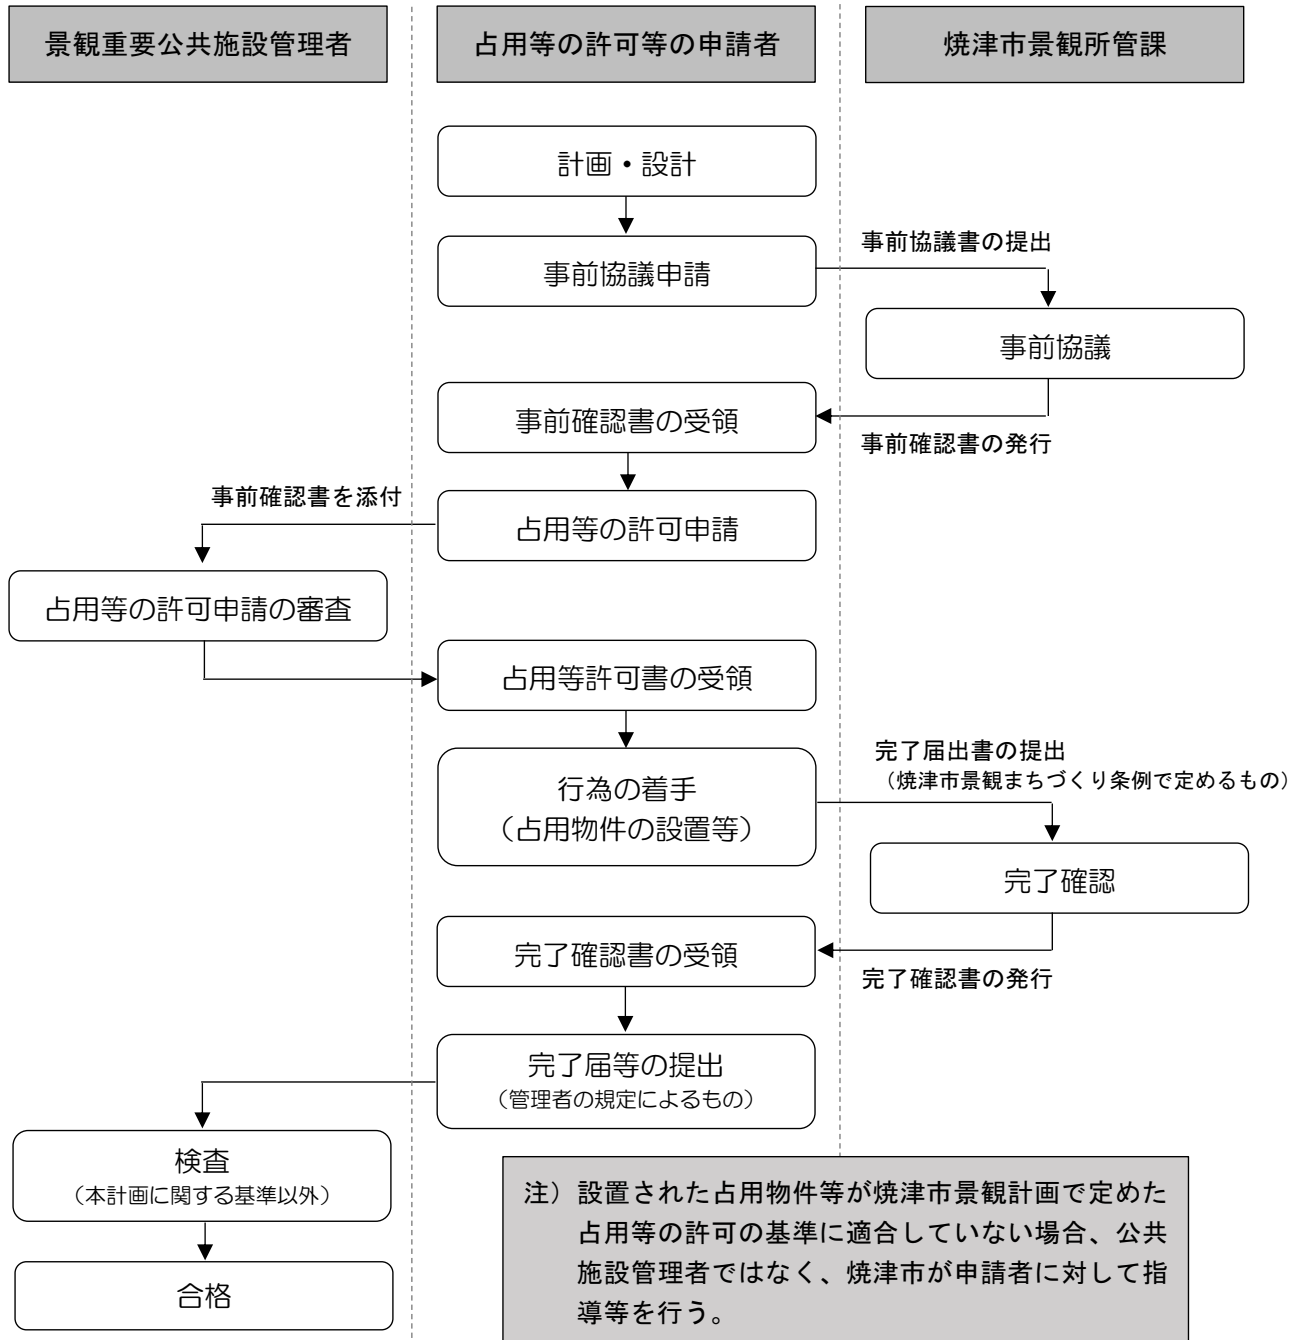 景観重要公共施設管理者
占用等の許可等の申請者
焼津市景観所管課
計画・設計
事前協議申請
事前協議書の提出
事前協議
事前確認書の受領
事前確認書の発行
事前確認書を添付
占用等の許可申請
占用等の許可申請の審査
占用等許可書の受領
行為の着手
（占用物件の設置等）
完了届出書の提出
（焼津市景観まちづくり条例で定めるもの）
完了確認
完了確認書の受領
完了確認書の発行
完了届等の提出
（管理者の規定によるもの）
検査
（本計画に関する基準以外）
合格
注）設置された占用物件等が焼津市景観計画で定めた
占用等の許可の基準に適合していない場合、公共
施設管理者ではなく、焼津市が申請者に対して指
導等を行う。